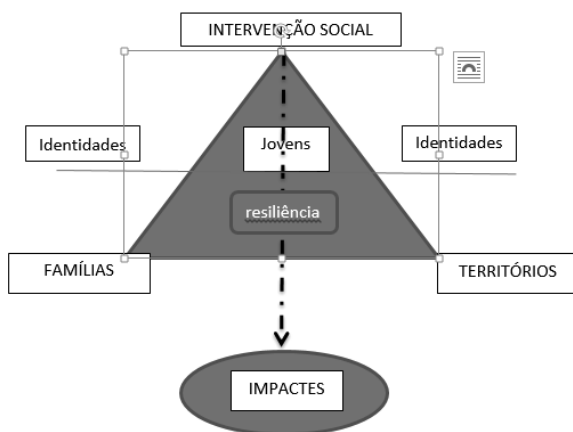 INTERVENÇÃO SOCIAL
Identidades
Jovens
Identidades
resiliência
FAMÍLIAS
TERRITÓRIOS
IMPACTES